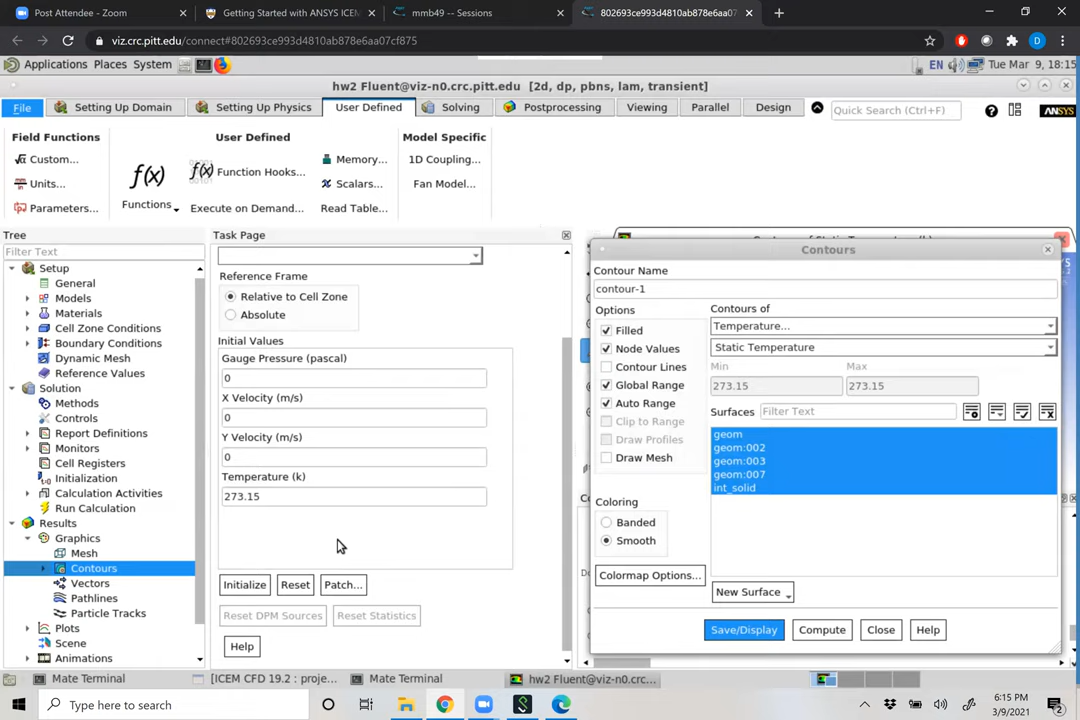 Post Attendee - Zoom
Getting Started with ANSYS ICEM
mmb49 -- Sessions
802693ce993d4810ab878e6aa07
viz.crc.pitt.edu/connect#802693ce993d4810ab878e6aa07cf875
D
Applications Places System
EN
Tue Mar 9, 18:15
hw2 Fluent@viz-n0.crc.pitt.edu [2d, dp, pbns, lam, transient]
File
Setting Up Domain
Setting Up Physics
User Defined
Solving
Postprocessing
Viewing
Parallel
Design
Quick Search (Ctrl+F)
ANSYS
Field Functions
User Defined
Model Specific
Custom...
Units...
Parameters...
f(x)
Functions
f(x) Function Hooks...
Execute on Demand...
Memory...
Scalars...
Read Table...
1D Coupling...
Fan Model...
Tree
Filter Text
Setup
General
Models
Materials
Cell Zone Conditions
Boundary Conditions
Dynamic Mesh
Reference Values
Solution
Methods
Controls
Report Definitions
Monitors
Cell Registers
Initialization
Calculation Activities
Run Calculation
Results
Graphics
Mesh
Contours
Vectors
Pathlines
Particle Tracks
Plots
Scene
Animations
Task Page
Reference Frame
Relative to Cell Zone
Absolute
Initial Values
Gauge Pressure (pascal)
0
X Velocity (m/s)
0
Y Velocity (m/s)
0
Temperature (k)
273.15
Initialize
Reset
Patch...
Reset DPM Sources
Reset Statistics
Help
Contours
Contour Name
contour-1
Options
Filled
Node Values
Contour Lines
Global Range
Auto Range
Clip to Range
Draw Profiles
Draw Mesh
Coloring
Banded
Smooth
Colormap Options...
Contours of
Temperature...
Static Temperature
Min
Max
273.15
273.15
Surfaces
Filter Text
geom
geom:002
geom:003
geom:007
int_solid
New Surface
Save/Display
Compute
Close
Help
Mate Terminal
[ICEM CFD 19.2 : proje...
Mate Terminal
hw2 Fluent@viz-n0.crc.pitt.edu...
Type here to search
6:15 PM
3/9/2021
2